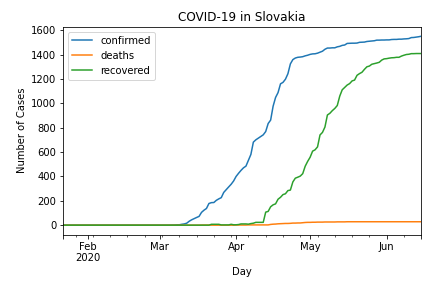 COVID-19 in Slovakia
confirmed
deaths
recovered
Number of Cases
1600
1400
1200
1000
800
600
400
200
0
Feb
2020
Mar
Apr
May
Jun
Day